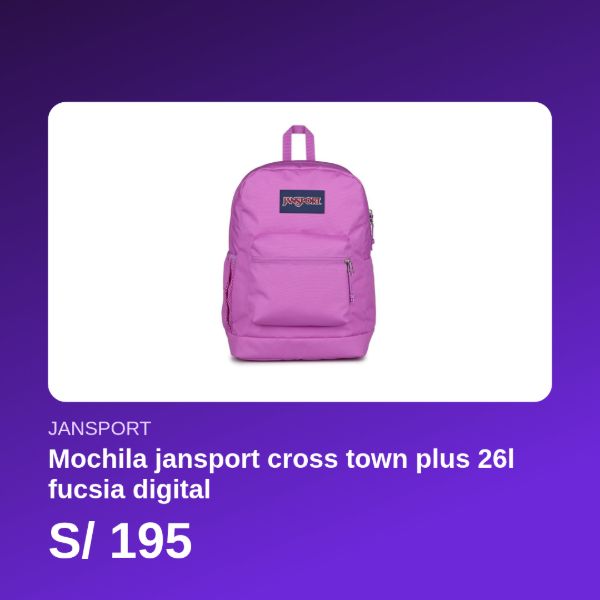 JANSPORT
JANSPORT
Mochila jansport cross town plus 26l
fucsia digital
S/ 195